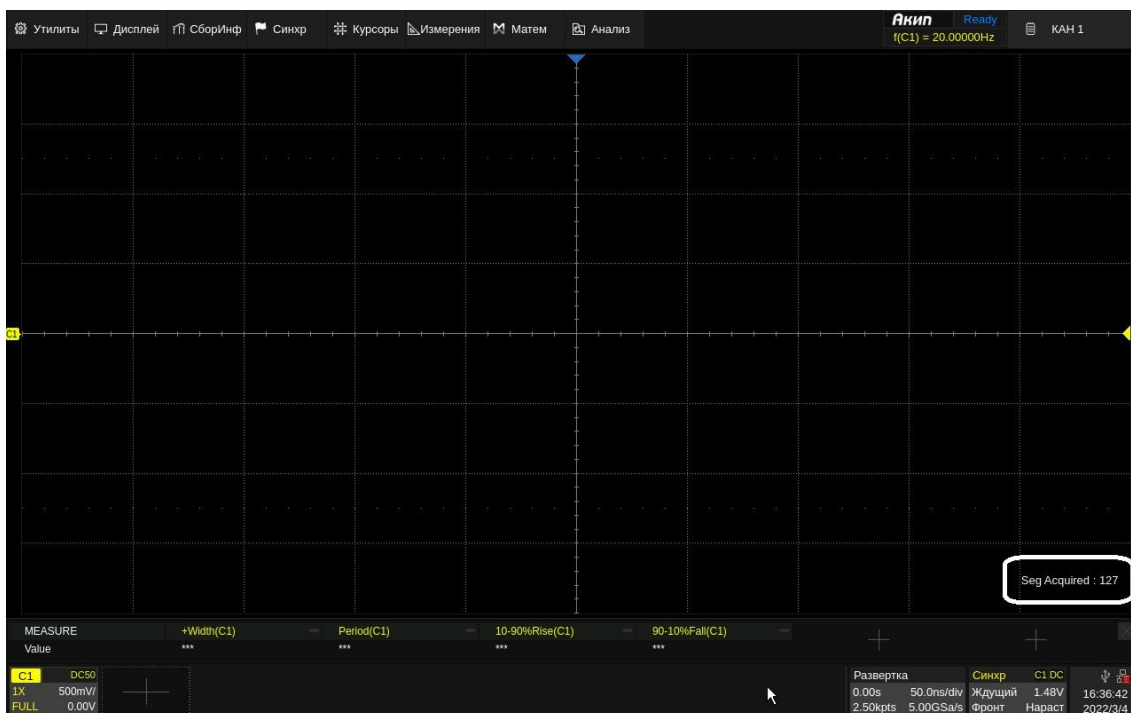 Утилиты Дисплей СборИнф Синхр Курсоры Измерения Матем Анализ Акип Ready КАН 1
f(C1) = 20.00000Hz
C1
Seg Acquired : 127
MEASURE +Width(C1) Period(C1) 10-90%Rise(C1) 90-10%Fall(C1)
Value *** *** *** ***
C1 DC50 Развертка Синхр C1 DC
1X 500mV/ 0.00s 50.0ns/div Ждущий 1.48V 16:36:42
FULL 0.00V 2.50kpts 5.00GSa/s Фронт Нараст 2022/3/4